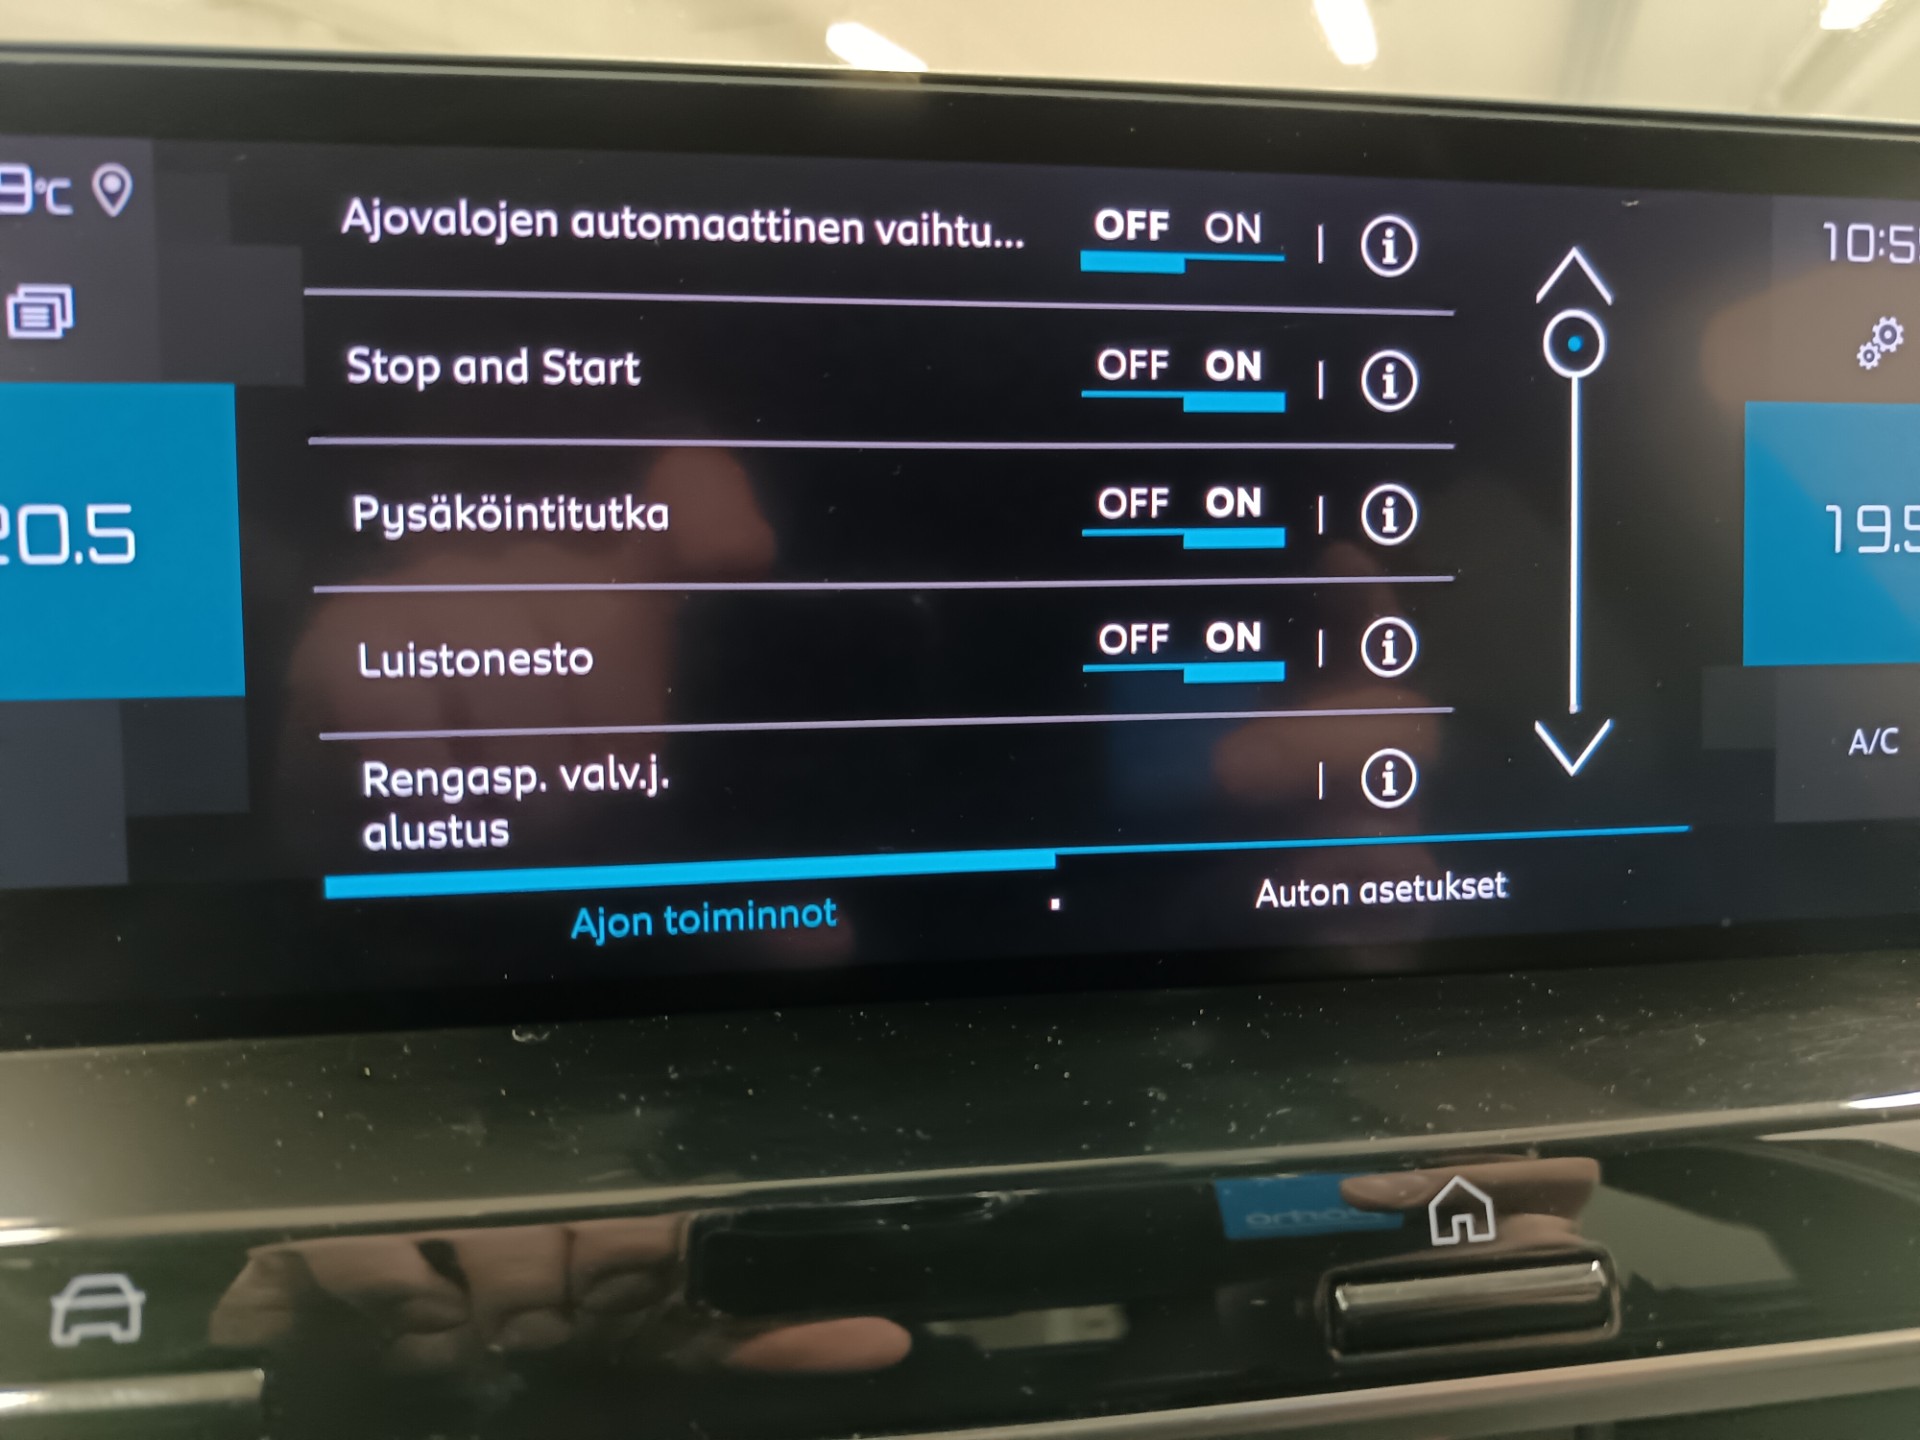 9°C
Ajovalojen automaattinen vaihtu... OFF ON
10:5
Stop and Start OFF ON
Pysäköintitutka OFF ON
20.5
19.5
Luistonesto OFF ON
A/C
Rengasp. valv.j.
alustus
Ajon toiminnot
Auton asetukset